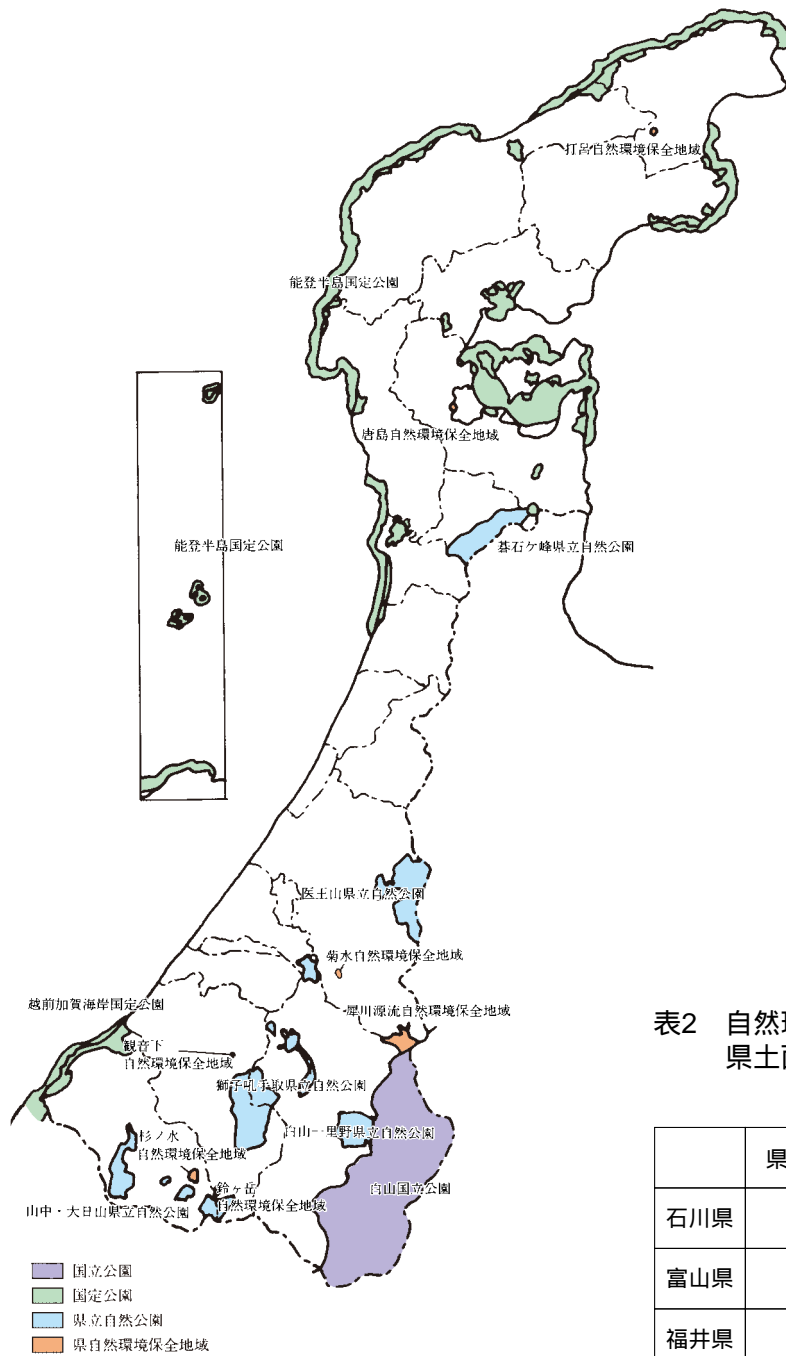 打呂自然環境保全地域
能登半島国定公園
唐島自然環境保全地域
能登半島国定公園
碁石ケ峰県立自然公園
医王山県立自然公園
菊水自然環境保全地域
犀川源流自然環境保全地域
越前加賀海岸国定公園
観音下
自然環境保全地域
獅子吼手取県立自然公園
白山一里野県立自然公園
杉ノ水
自然環境保全地域
鈴ヶ岳
自然環境保全地域
白山国立公園
山中・大日山県立自然公園
国立公園
国定公園
県立自然公園
県自然環境保全地域
表2 自然
県土
県
石川県
富山県
福井県